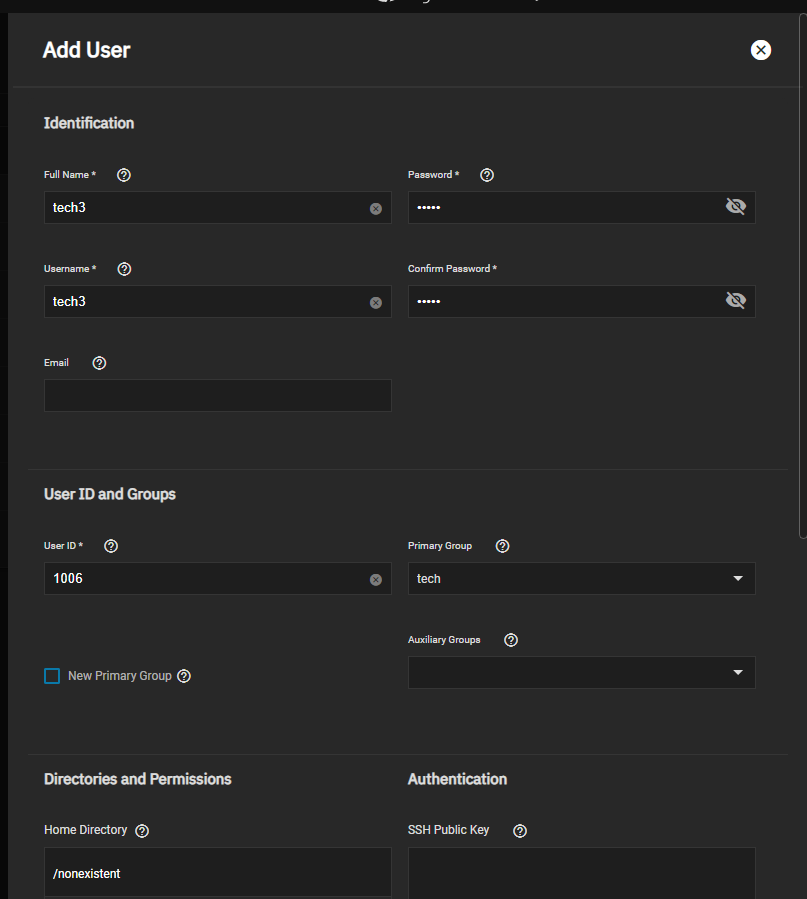 Add User
Identification
Full Name *
Password *
tech3
•••••
Username *
Confirm Password *
tech3
•••••
Email
User ID and Groups
User ID *
Primary Group
1006
tech
Auxiliary Groups
New Primary Group
Directories and Permissions
Authentication
Home Directory
SSH Public Key
/nonexistent